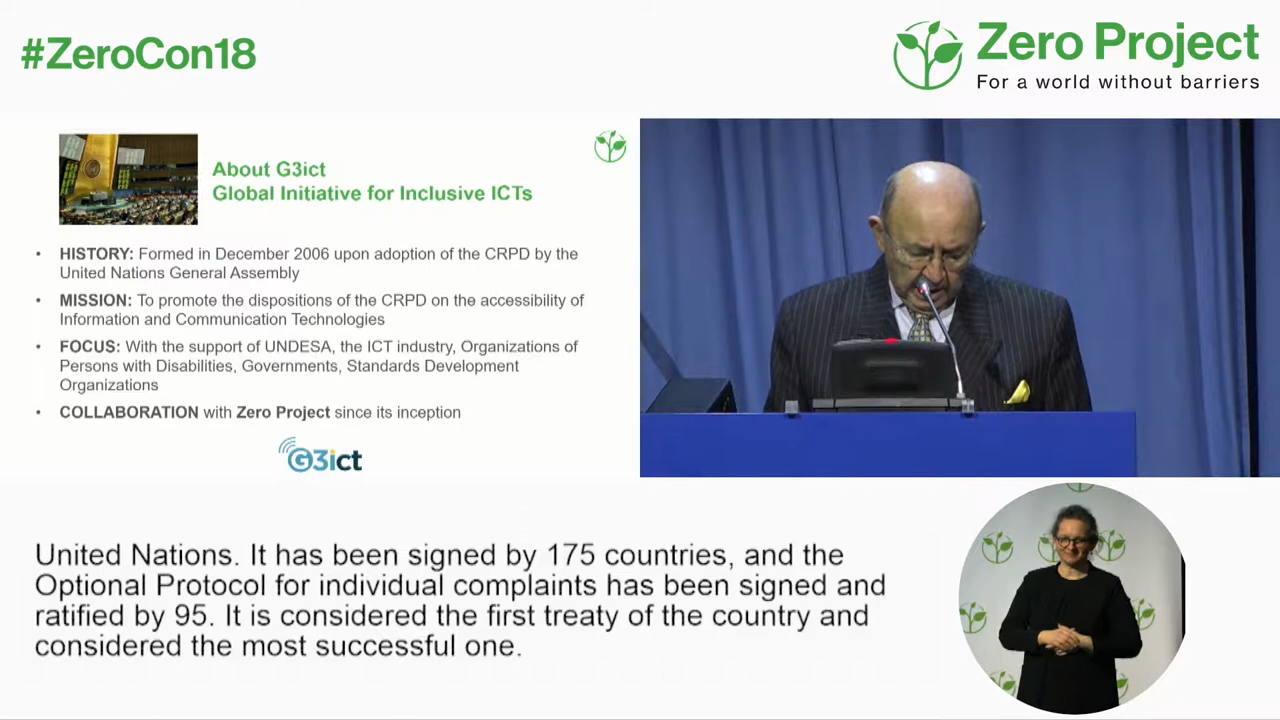 #ZeroCon18
Zero Project
For a world without barriers
About G3ict
Global Initiative for Inclusive ICTs
• HISTORY: Formed in December 2006 upon adoption of the CRPD by the
United Nations General Assembly
• MISSION: To promote the dispositions of the CRPD on the accessibility of
Information and Communication Technologies
• FOCUS: With the support of UNDESA, the ICT industry, Organizations of
Persons with Disabilities, Governments, Standards Development
Organizations
• COLLABORATION with Zero Project since its inception
G3ict
United Nations. It has been signed by 175 countries, and the
Optional Protocol for individual complaints has been signed and
ratified by 95. It is considered the first treaty of the country and
considered the most successful one.